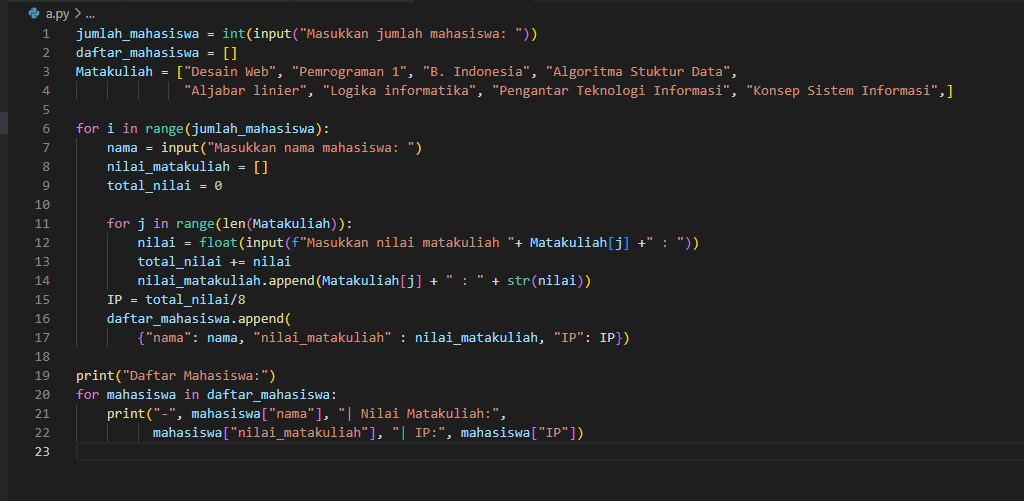 a.py > ...
1 jumlah_mahasiswa = int(input("Masukkan jumlah mahasiswa: "))
2 daftar_mahasiswa = []
3 Matakuliah = ["Desain Web", "Pemrograman 1", "B. Indonesia", "Algoritma Stuktur Data",
4 "Aljabar linier", "Logika informatika", "Pengantar Teknologi Informasi", "Konsep Sistem Informasi",]
5
6 for i in range(jumlah_mahasiswa):
7     nama = input("Masukkan nama mahasiswa: ")
8     nilai_matakuliah = []
9     total_nilai = 0
10
11     for j in range(len(Matakuliah)):
12         nilai = float(input(f"Masukkan nilai matakuliah "+ Matakuliah[j] +" : "))
13         total_nilai += nilai
14         nilai_matakuliah.append(Matakuliah[j] + " : " + str(nilai))
15     IP = total_nilai/8
16     daftar_mahasiswa.append(
17         {"nama": nama, "nilai_matakuliah" : nilai_matakuliah, "IP": IP})
18
19 print("Daftar Mahasiswa:")
20 for mahasiswa in daftar_mahasiswa:
21     print("-", mahasiswa["nama"], "| Nilai Matakuliah:",
22           mahasiswa["nilai_matakuliah"], "| IP:", mahasiswa["IP"])
23